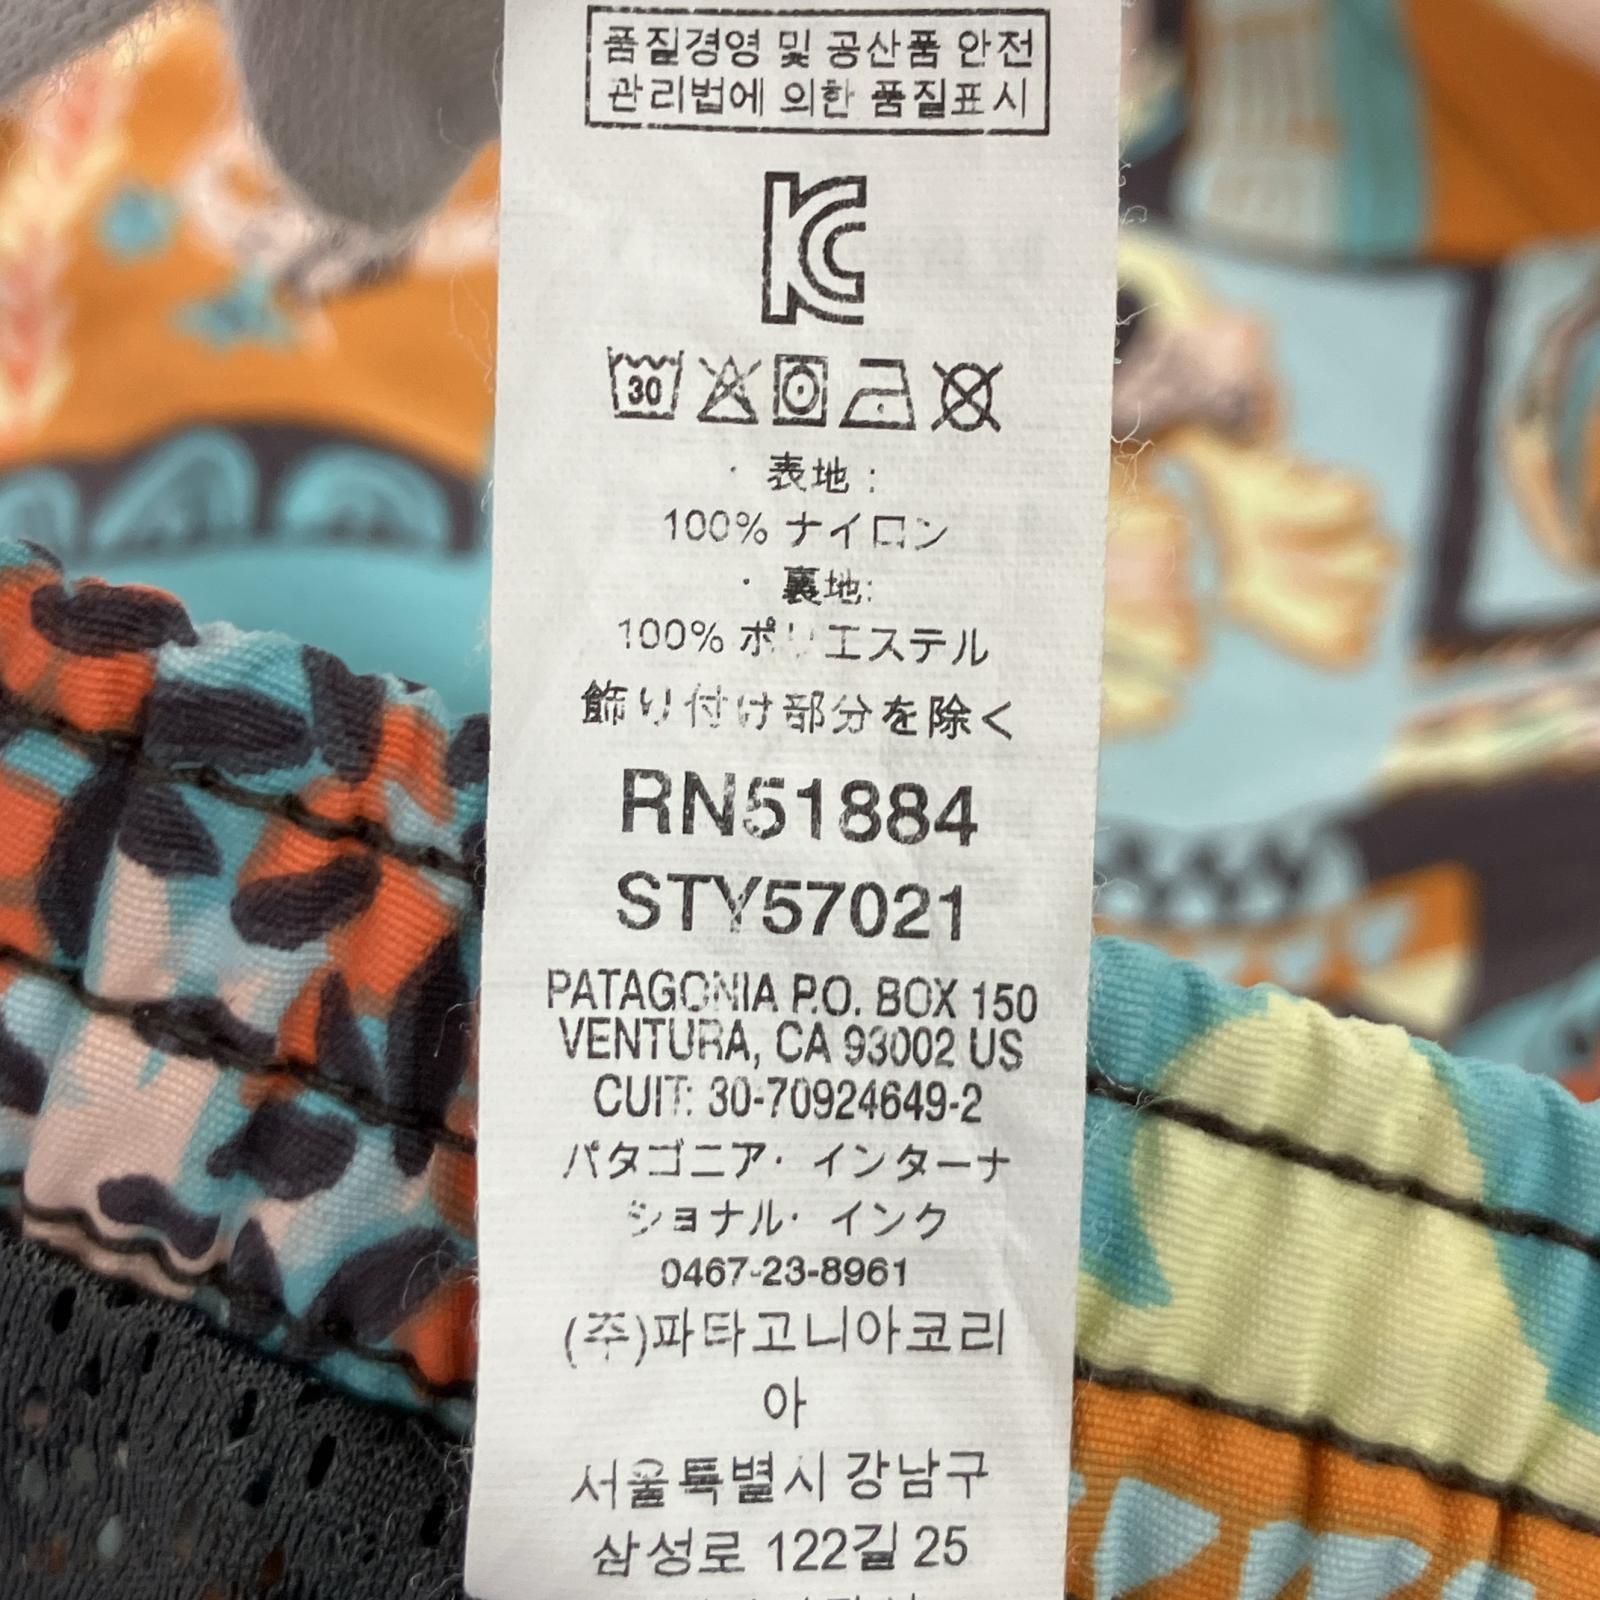 품질경영 및 공산품 안전
관리법에 의한 품질표시
KC
30
・ 表地 :
100% ナイロン
・ 裏地:
100% ポリエステル
飾り付け部分を除く
RN51884
STY57021
PATAGONIA P.O. BOX 150
VENTURA, CA 93002 US
CUIT: 30-70924649-2
パタゴニア・ インターナ
ショナル・ インク
0467-23-8961
(주)파타고니아코리
아
서울특별시 강남구
삼성로 122길 25